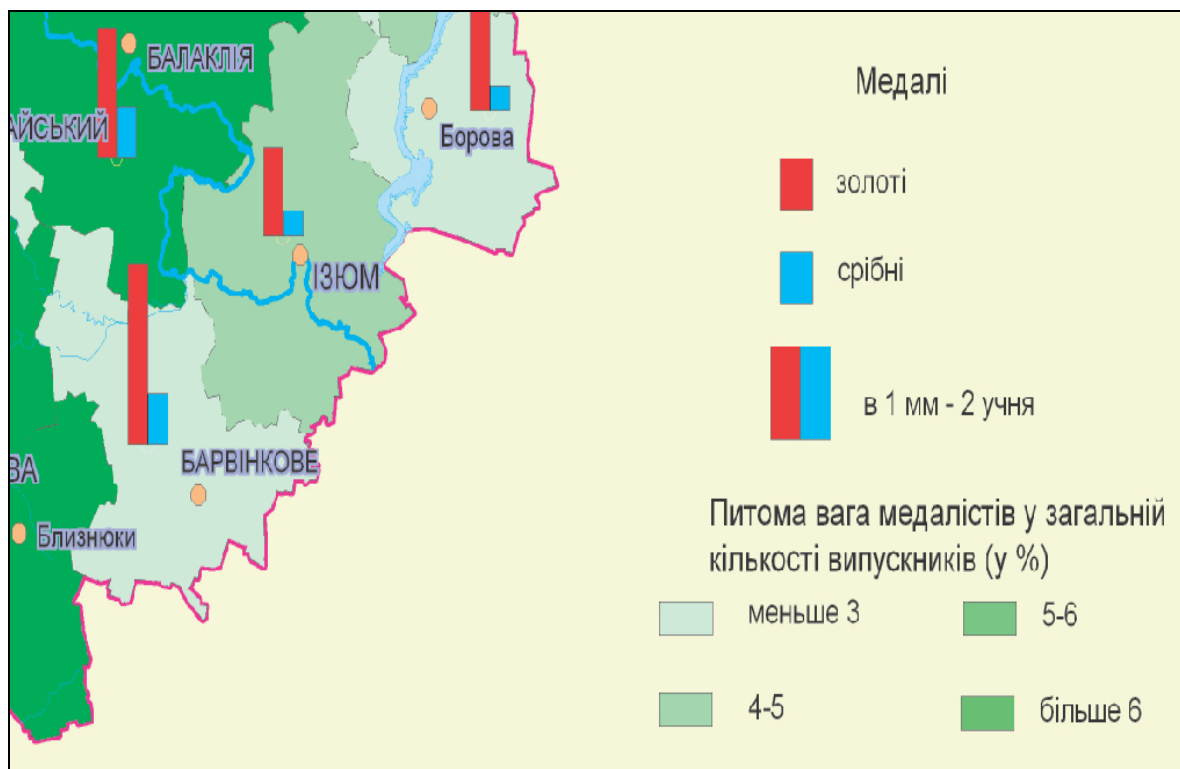 БАЛАКЛІЯ
АЙСЬКИЙ
Борова
ІЗЮМ
БАРВІНКОВЕ
ВА
Близнюки
Медалі
золоті
срібні
в 1 мм - 2 учня
Питома вага медалістів у загальній
кількості випускників (у %)
меньше 3
5-6
4-5
більше 6